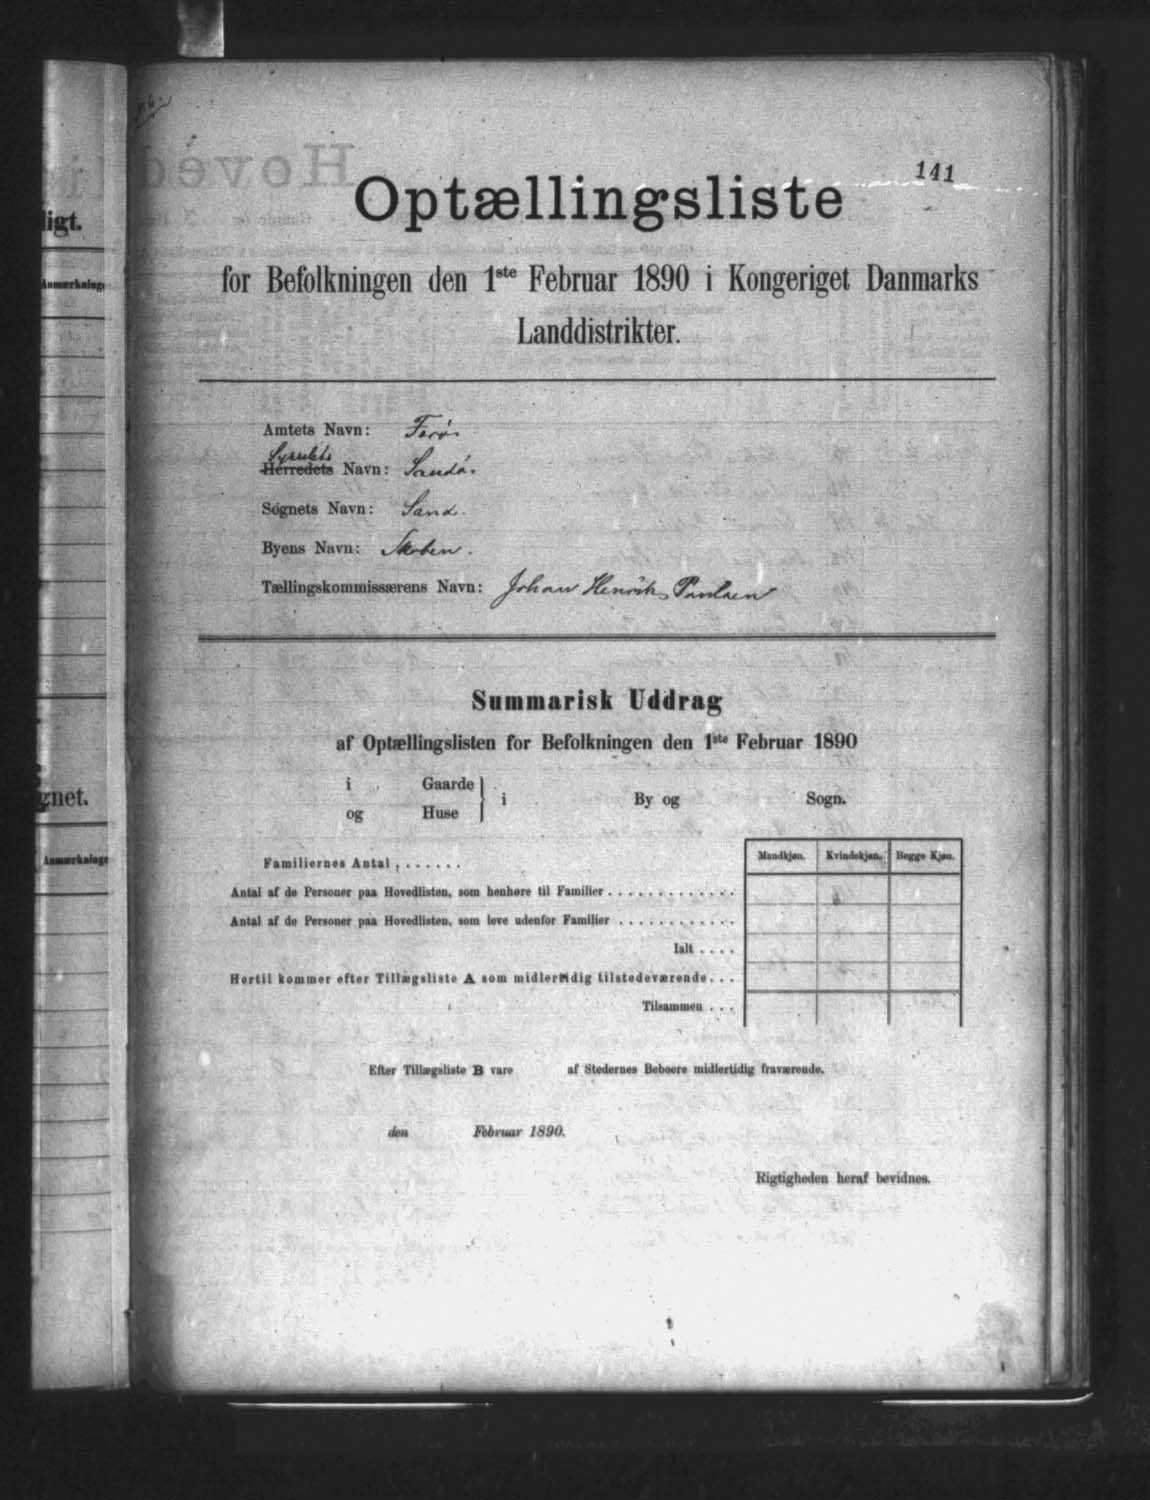 141
Optællingsliste
for Befolkningen den 1ste Februar 1890 i Kongeriget Danmarks
Landdistrikter.
Amtets Navn: Ferø
Sysselets
Herredets Navn: Sandø.
Sognets Navn: Sand.
Byens Navn: Skoben.
Tællingskommissærens Navn: Johan Henrik Poulsen
Summarisk Uddrag
af Optællingslisten for Befolkningen den 1ste Februar 1890
i Gaarde
i By og Sogn.
og Huse
Mandkjøn. Kvindekjøn. Begge Kjøn.
Familiernes Antal . . . . . . .
Antal af de Personer paa Hovedlisten, som henhøre til Familier . . . . . . . . . . . . .
Antal af de Personer paa Hovedlisten, som leve udenfor Familier . . . . . . . . . . . .
Ialt . . . .
Hertil kommer efter Tillægsliste A som midlertidig tilstedeværende . . .
Tilsammen . . .
Efter Tillægsliste B vare af Stedernes Beboere midlertidig fraværende.
den Februar 1890.
Rigtigheden heraf bevidnes.
ligt.
Anmærkninge
gnet.
Anmærkninge